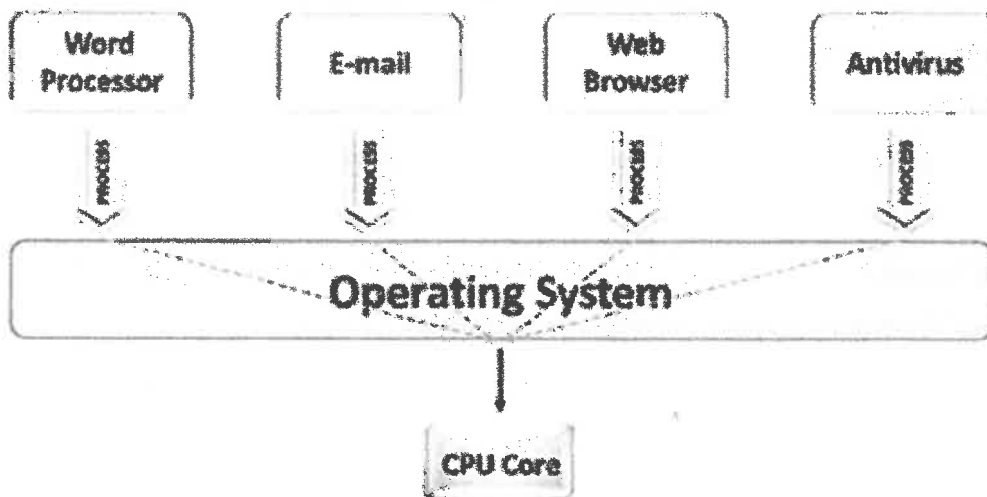 Word
Processor
E-mail
Web
Browser
Antivirus
PROCESS
PROCESS
PROCESS
PROCESS
Operating System
CPU Core